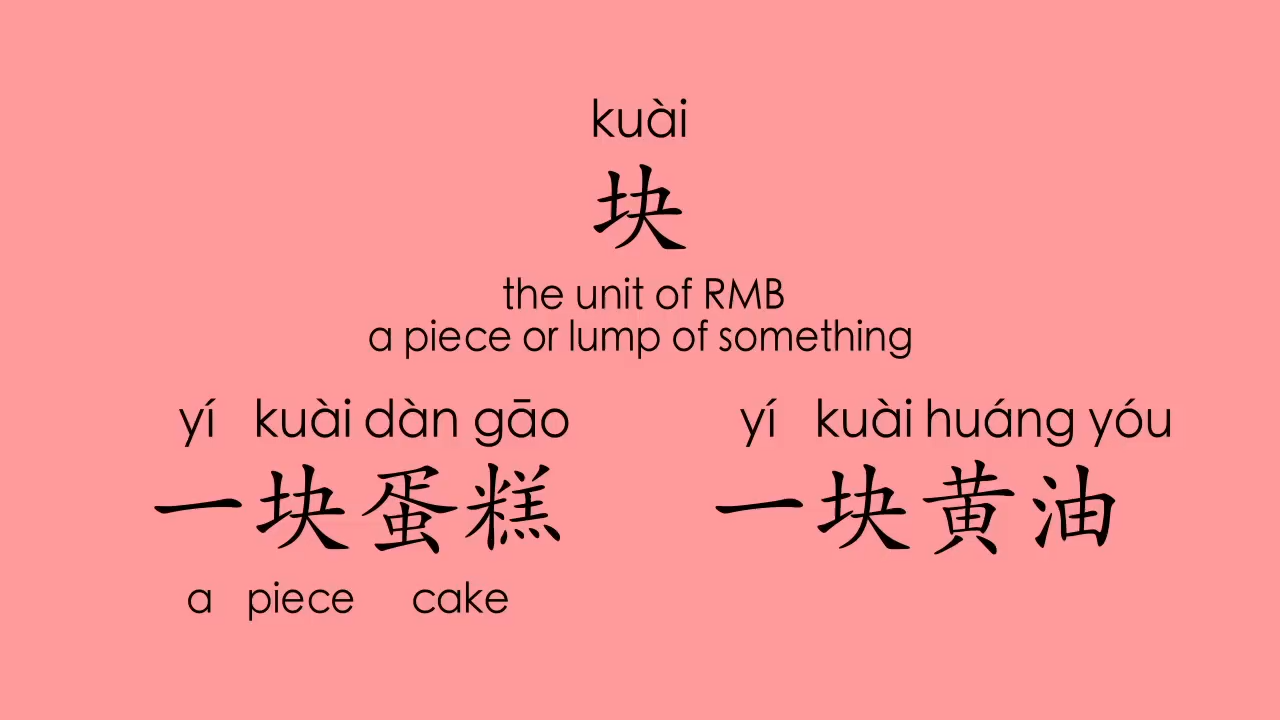 kuài
块
the unit of RMB
a piece or lump of something
yí kuài dàn gāo
一块蛋糕
a piece cake
yí kuài huáng yóu
一块黄油